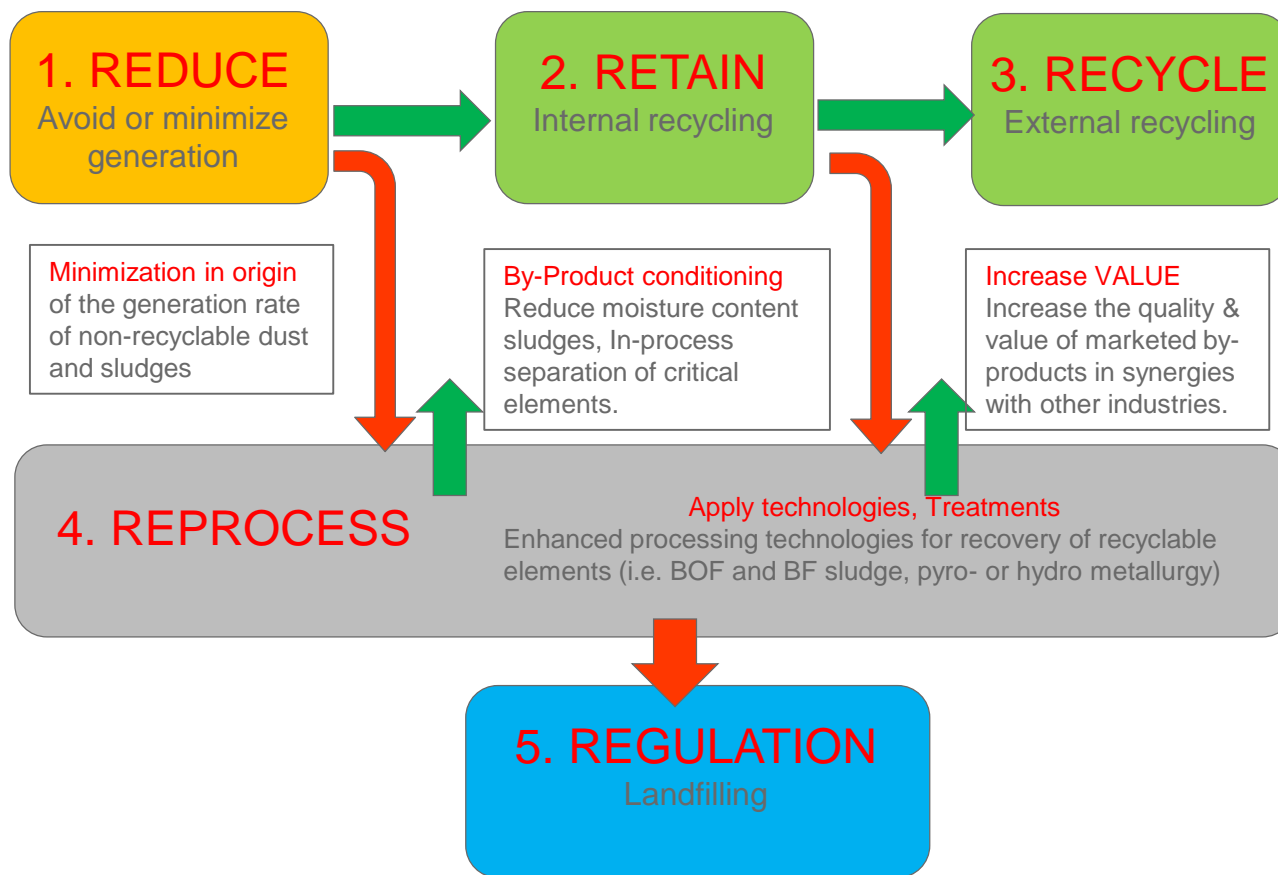 1. REDUCE
Avoid or minimize
generation
2. RETAIN
Internal recycling
3. RECYCLE
External recycling
Minimization in origin
of the generation rate
of non-recyclable dust
and sludges
By-Product conditioning
Reduce moisture content
sludges, In-process
separation of critical
elements.
Increase VALUE
Increase the quality &
value of marketed by-
products in synergies
with other industries.
4. REPROCESS
Apply technologies, Treatments
Enhanced processing technologies for recovery of recyclable
elements (i.e. BOF and BF sludge, pyro- or hydro metallurgy)
5. REGULATION
Landfilling